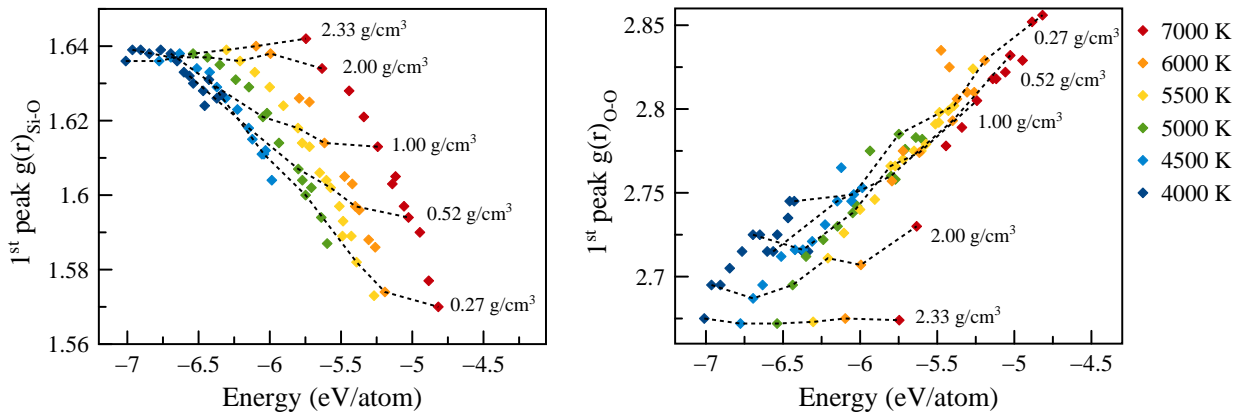 1st peak g(r)Si-O
1.64
1.62
1.6
1.58
1.56
−7
−6.5
−6
−5.5
−5
−4.5
Energy (eV/atom)
2.33 g/cm3
2.00 g/cm3
1.00 g/cm3
0.52 g/cm3
0.27 g/cm3
1st peak g(r)O-O
2.85
2.8
2.75
2.7
−7
−6.5
−6
−5.5
−5
−4.5
Energy (eV/atom)
0.27 g/cm3
0.52 g/cm3
1.00 g/cm3
2.00 g/cm3
2.33 g/cm3
7000 K
6000 K
5500 K
5000 K
4500 K
4000 K